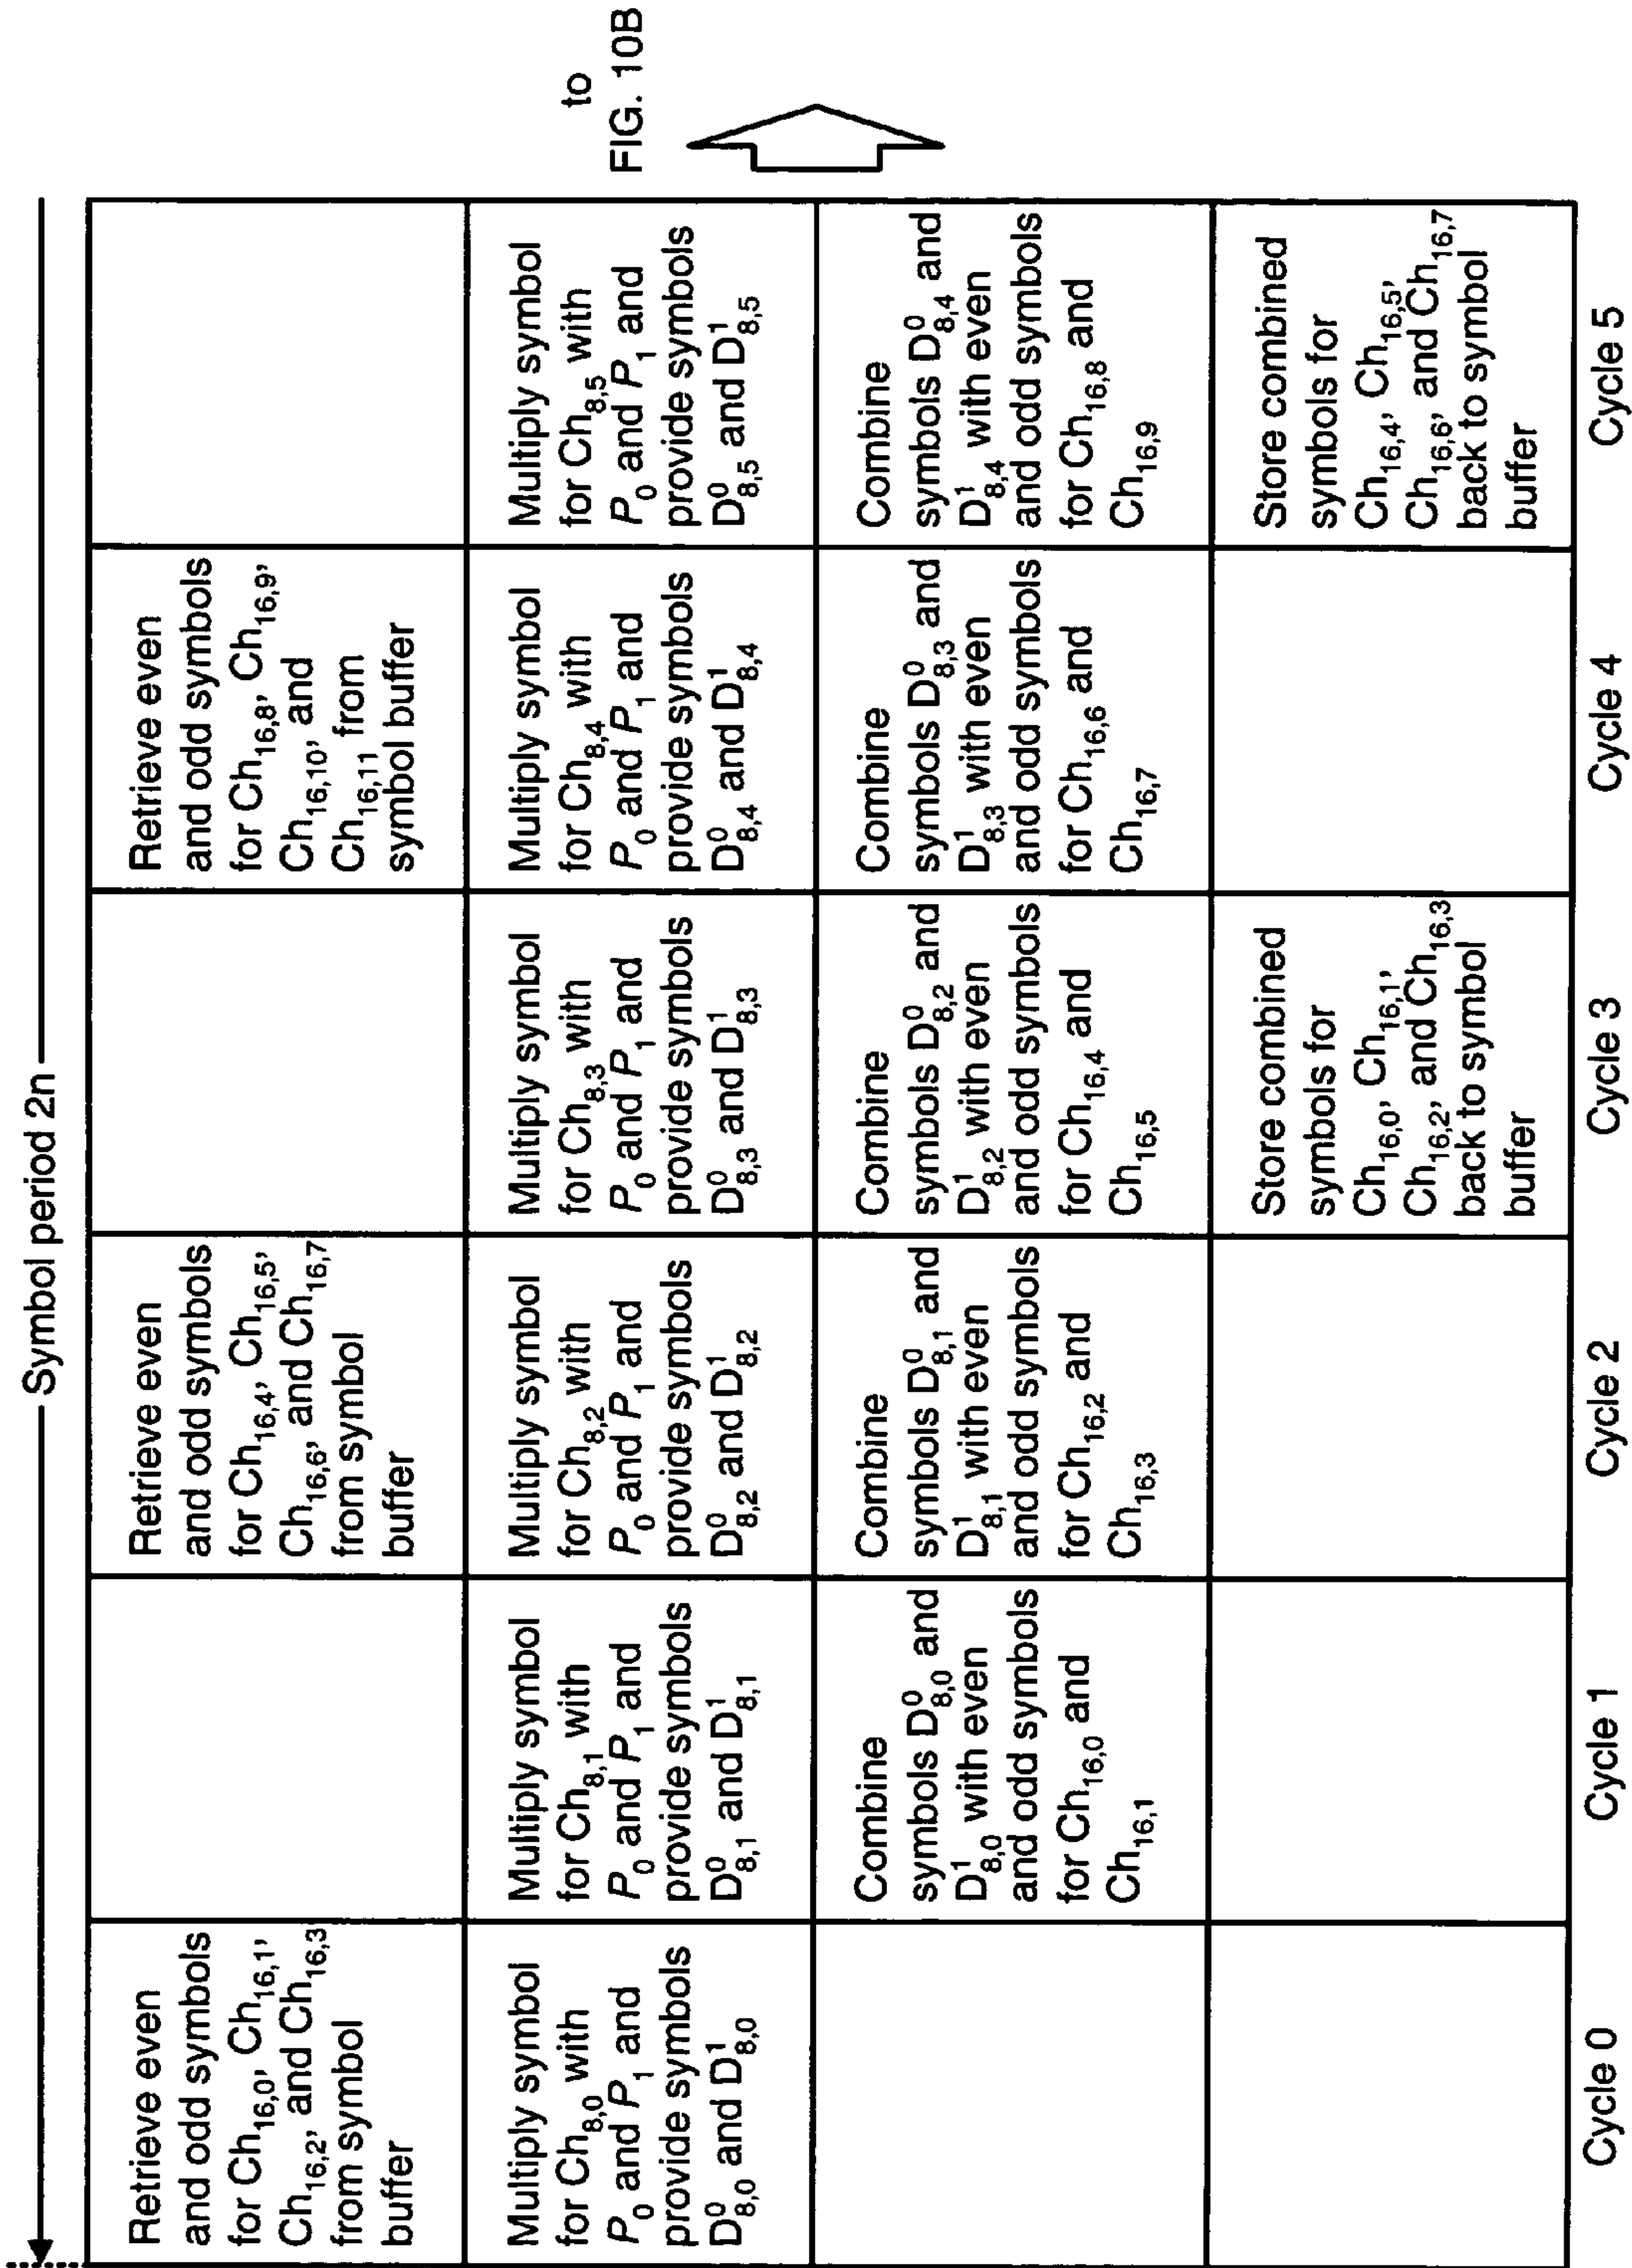 Symbol period 2n
Retrieve even
and odd symbols
for Ch16,0, Ch16,1,
Ch16,2, and Ch16,3
from symbol
buffer
Retrieve even
and odd symbols
for Ch16,4, Ch16,5,
Ch16,6, and Ch16,7
from symbol
buffer
Retrieve even
and odd symbols
for Ch16,8, Ch16,9,
Ch16,10, and
Ch16,11 from
symbol buffer
Multiply symbol
for Ch8,0 with
P0 and P1 and
provide symbols
D⁰8,0 and D¹8,0
Multiply symbol
for Ch8,1 with
P0 and P1 and
provide symbols
D⁰8,1 and D¹8,1
Multiply symbol
for Ch8,2 with
P0 and P1 and
provide symbols
D⁰8,2 and D¹8,2
Multiply symbol
for Ch8,3 with
P0 and P1 and
provide symbols
D⁰8,3 and D¹8,3
Multiply symbol
for Ch8,4 with
P0 and P1 and
provide symbols
D⁰8,4 and D¹8,4
Multiply symbol
for Ch8,5 with
P0 and P1 and
provide symbols
D⁰8,5 and D¹8,5
Combine
symbols D⁰8,0 and
D¹8,0 with even
and odd symbols
for Ch16,0 and
Ch16,1
Combine
symbols D⁰8,1 and
D¹8,1 with even
and odd symbols
for Ch16,2 and
Ch16,3
Combine
symbols D⁰8,2 and
D¹8,2 with even
and odd symbols
for Ch16,4 and
Ch16,5
Combine
symbols D⁰8,3 and
D¹8,3 with even
and odd symbols
for Ch16,6 and
Ch16,7
Combine
symbols D⁰8,4 and
D¹8,4 with even
and odd symbols
for Ch16,8 and
Ch16,9
Store combined
symbols for
Ch16,0, Ch16,1,
Ch16,2, and Ch16,3
back to symbol
buffer
Store combined
symbols for
Ch16,4, Ch16,5,
Ch16,6, and Ch16,7
back to symbol
buffer
Cycle 0
Cycle 1
Cycle 2
Cycle 3
Cycle 4
Cycle 5
to
FIG. 10B